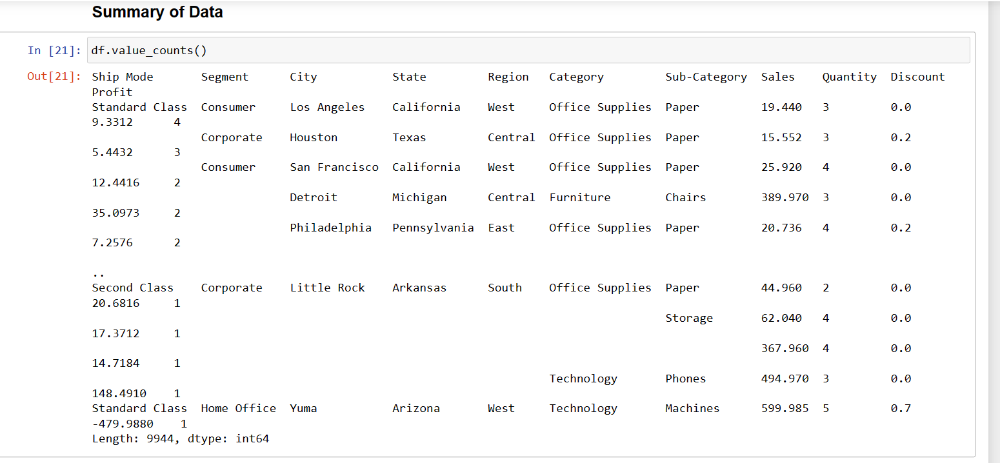 Summary of Data
In [21]: df.value_counts()
Out[21]: Ship Mode Segment City State Region Category Sub-Category Sales Quantity Discount
Profit
Standard Class Consumer Los Angeles California West Office Supplies Paper 19.440 3 0.0
9.3312 4
Corporate Houston Texas Central Office Supplies Paper 15.552 3 0.2
5.4432 3
Consumer San Francisco California West Office Supplies Paper 25.920 4 0.0
12.4416 2
Detroit Michigan Central Furniture Chairs 389.970 3 0.0
35.0973 2
Philadelphia Pennsylvania East Office Supplies Paper 20.736 4 0.2
7.2576 2
..
Second Class Corporate Little Rock Arkansas South Office Supplies Paper 44.960 2 0.0
20.6816 1
Storage 62.040 4 0.0
17.3712 1
367.960 4 0.0
14.7184 1
Technology Phones 494.970 3 0.0
148.4910 1
Standard Class Home Office Yuma Arizona West Technology Machines 599.985 5 0.7
-479.9880 1
Length: 9944, dtype: int64